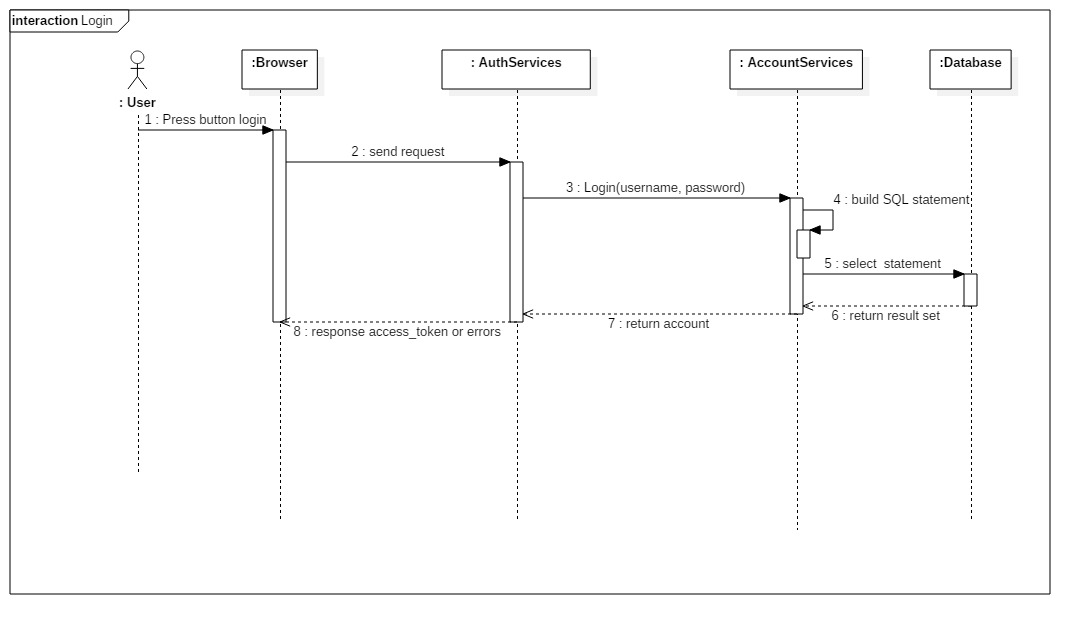 interaction Login
:Browser
: AuthServices
: AccountServices
:Database
: User
1 : Press button login
2 : send request
3 : Login(username, password)
4 : build SQL statement
5 : select  statement
6 : return result set
7 : return account
8 : response access_token or errors